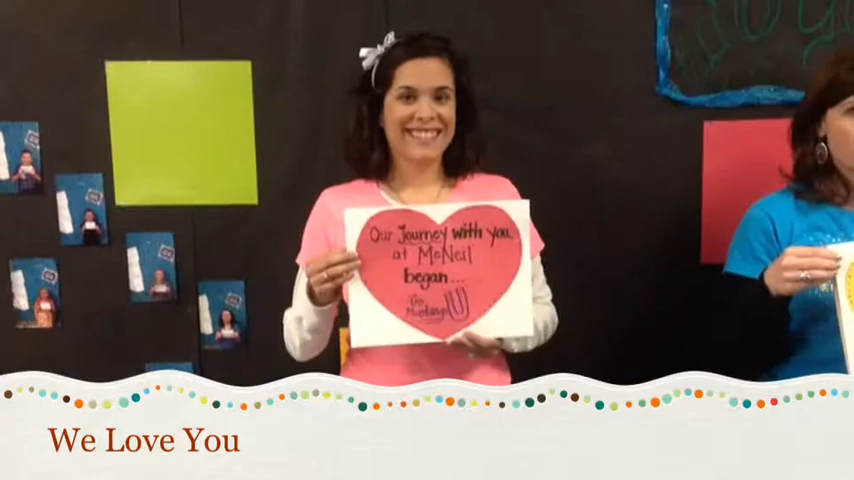 Our Journey with you
at McNeil
began...
Go
Mustangs
We Love You